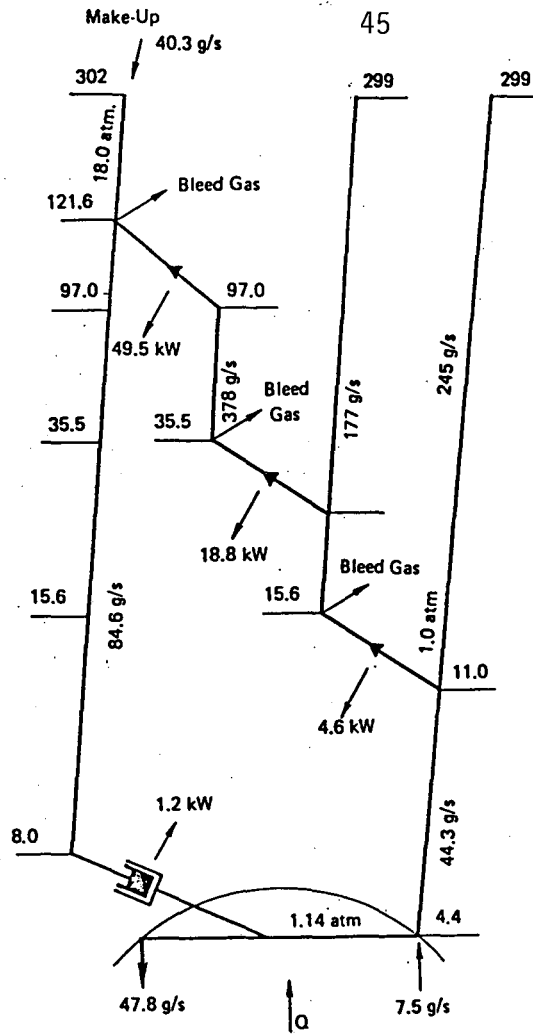 45
Make-Up
40.3 g/s
302
299
299
18.0 atm.
Bleed Gas
121.6
97.0
97.0
49.5 kW
378 g/s
177 g/s
245 g/s
Bleed
Gas
35.5
35.5
18.8 kW
Bleed Gas
15.6
15.6
84.6 g/s
1.0 atm
11.0
4.6 kW
44.3 g/s
1.2 kW
8.0
1.14 atm
4.4
47.8 g/s
Q
7.5 g/s